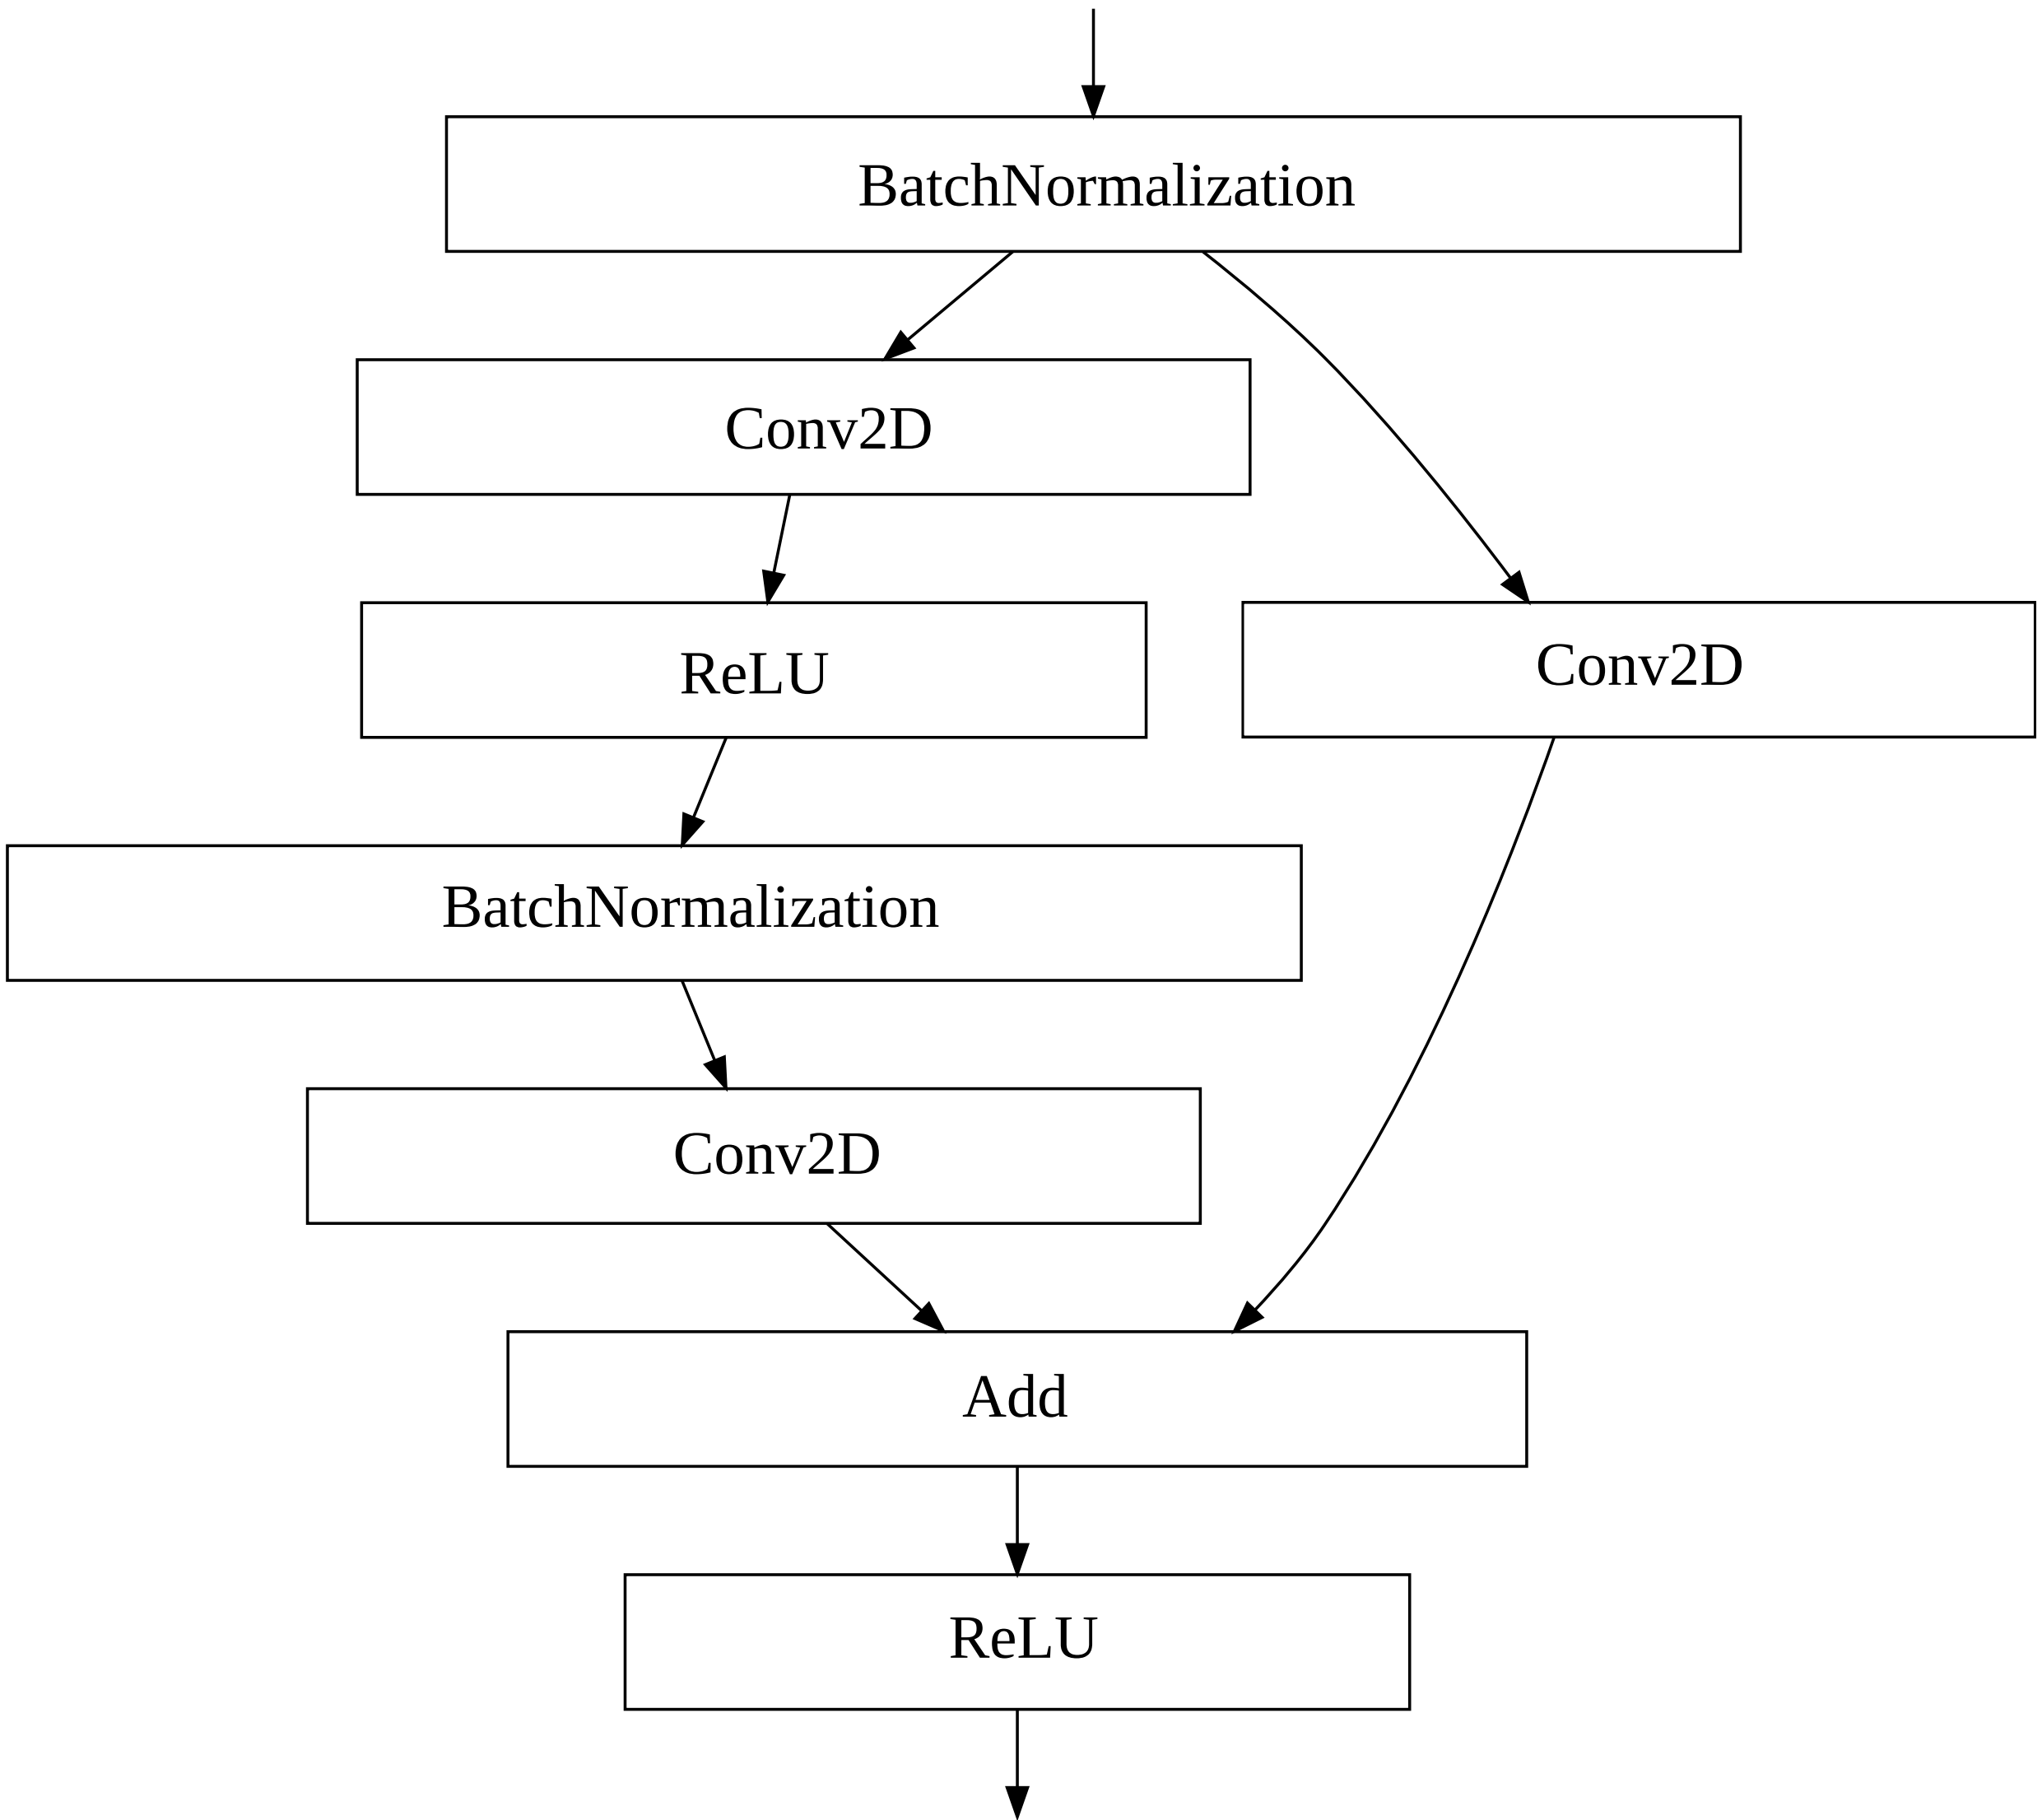 BatchNormalization
Conv2D
ReLU
Conv2D
BatchNormalization
Conv2D
Add
ReLU